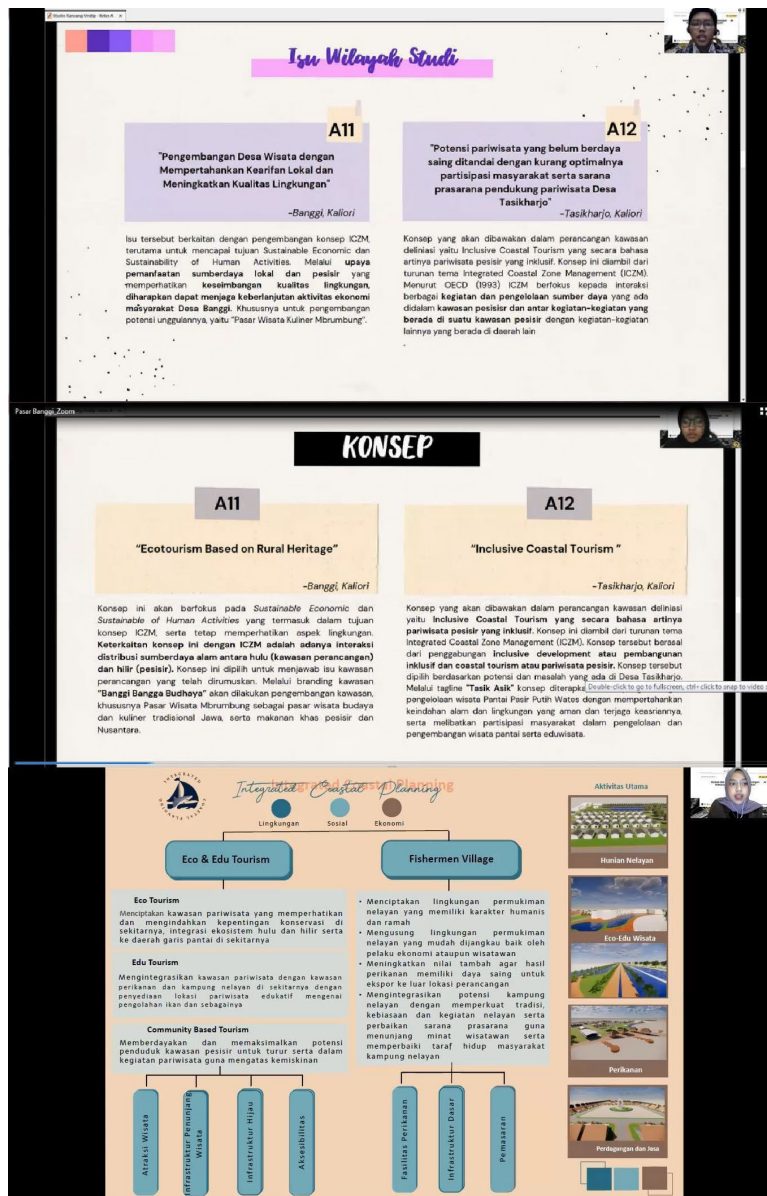 Studio Rancang Vinship - Kelas A
Isu Wilayah Studi
A11
"Pengembangan Desa Wisata dengan
Mempertahankan Kearifan Lokal dan
Meningkatkan Kualitas Lingkungan"
-Banggi, Kaliori
Isu tersebut berkaitan dengan pengembangan konsep ICZM,
terutama untuk mencapai tujuan Sustainable Economic dan
Sustainability of Human Activities. Melalui upaya
pemanfaatan sumberdaya lokal dan pesisir yang
memperhatikan keseimbangan kualitas lingkungan,
diharapkan dapat menjaga keberlanjutan aktivitas ekonomi
masyarakat Desa Banggi. Khususnya untuk pengembangan
potensi unggulannya, yaitu "Pasar Wisata Kuliner Mbrumbung".
A12
"Potensi pariwisata yang belum berdaya
saing ditandai dengan kurang optimalnya
partisipasi masyarakat serta sarana
prasarana pendukung pariwisata Desa
Tasikharjo"
-Tasikharjo, Kaliori
Konsep yang akan dibawakan dalam perancangan kawasan
deliniasi yaitu Inclusive Coastal Tourism yang secara bahasa
artinya pariwisata pesisir yang inklusif. Konsep ini diambil dari
turunan tema Integrated Coastal Zone Management (ICZM).
Menurut OECD (1993) ICZM berfokus kepada interaksi
berbagai kegiatan dan pengelolaan sumber daya yang ada
didalam kawasan pesisisr dan antar kegiatan-kegiatan yang
berada di suatu kawasan pesisir dengan kegiatan-kegiatan
lainnya yang berada di daerah lain
.
Pasar Banggi_Zoom
KONSEP
A11
"Ecotourism Based on Rural Heritage"
-Banggi, Kaliori
Konsep ini akan berfokus pada Sustainable Economic dan
Sustainable of Human Activities yang termasuk dalam tujuan
konsep ICZM, serta tetap memperhatikan aspek lingkungan.
Keterkaitan konsep ini dengan ICZM adalah adanya interaksi
distribusi sumberdaya alam antara hulu (kawasan perancangan)
dan hilir (pesisir). Konsep ini dipilih untuk menjawab isu kawasan
perancangan yang telah dirumuskan. Melalui branding kawasan
"Banggi Bangga Budhaya" akan dilakukan pengembangan kawasan,
khususnya Pasar Wisata Mbrumbung sebagai pasar wisata budaya
dan kuliner tradisional Jawa, serta makanan khas pesisir dan
Nusantara.
A12
"Inclusive Coastal Tourism "
-Tasikharjo, Kaliori
Konsep yang akan dibawakan dalam perancangan kawasan deliniasi
yaitu Inclusive Coastal Tourism yang secara bahasa artinya
pariwisata pesisir yang inklusif. Konsep ini diambil dari turunan tema
Integrated Coastal Zone Management (ICZM). Konsep tersebut berasal
dari penggabungan inclusive development atau pembangunan
inklusif dan coastal tourism atau pariwisata pesisir. Konsep tersebut
dipilih berdasarkan potensi dan masalah yang ada di Desa Tasikharjo.
Melalui tagline "Tasik Asik" konsep diterapka
Double-click to go to fullscreen, ctrl+ click to snap to video
pengelolaan wisata Pantai Pasir Putih Wates dengan mempertahankan
keindahan alam dan lingkungan yang aman dan terjaga keasriannya,
serta melibatkan partisipasi masyarakat dalam pengelolaan dan
pengembangan wisata pantai serta eduwisata.
INTEGRATED
COASTAL PLANNING
Integrated Coastal Planning
Lingkungan
Sosial
Ekonomi
Eco & Edu Tourism
Eco Tourism
Menciptakan kawasan pariwisata yang memperhatikan
dan mengindahkan kepentingan konservasi di
sekitarnya, integrasi ekosistem hulu dan hilir serta
ke daerah garis pantai di sekitarnya
Edu Tourism
Mengintegrasikan kawasan pariwisata dengan kawasan
perikanan dan kampung nelayan di sekitarnya dengan
penyediaan lokasi pariwisata edukatif mengenai
pengolahan ikan dan sebagainya
Community Based Tourism
Memberdayakan dan memaksimalkan potensi
penduduk kawasan pesisir untuk turur serta dalam
kegiatan pariwisata guna mengatas kemiskinan
Atraksi Wisata
Infrastruktur Penunjang
Wisata
Infrastruktur Hijau
Aksesibilitas
Fishermen Village
• Menciptakan lingkungan permukiman
nelayan yang memiliki karakter humanis
dan ramah
• Mengusung lingkungan permukiman
nelayan yang mudah dijangkau baik oleh
pelaku ekonomi ataupun wisatawan
• Meningkatkan nilai tambah agar hasil
perikanan memiliki daya saing untuk
ekspor ke luar lokasi perancangan
• Mengintegrasikan potensi kampung
nelayan dengan memperkuat tradisi,
kebiasaan dan kegiatan nelayan serta
perbaikan sarana prasarana guna
menunjang minat wisatawan serta
memperbaiki taraf hidup masyarakat
kampung nelayan
Fasilitas Perikanan
Infrastruktur Dasar
Pemasaran
Aktivitas Utama
Hunian Nelayan
Eco-Edu Wisata
Perikanan
Perdagangan dan Jasa